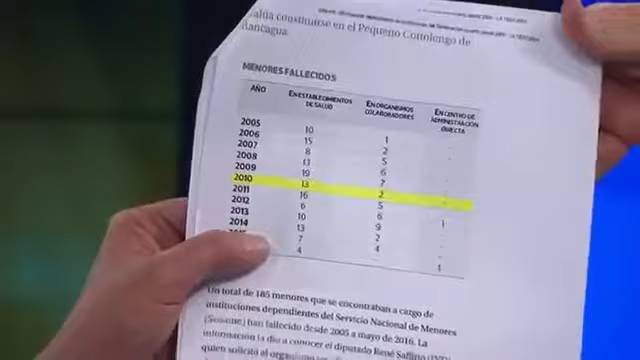 constituirse en el Pequeño Cottolengo de
ancagua.
MENORES FALLECIDOS
AÑO EN ESTABLECIMIENTOS DE SALUD EN ORGANISMOS COLABORADORES EN CENTRO DE ADMINISTRACIÓN DIRECTA
2005 10 1 -
2006 15 2 -
2007 8 5 -
2008 13 6 -
2009 19 7 -
2010 13 2 -
2011 16 5 -
2012 6 6 1
2013 10 9 -
2014 13 2 -
7 4 -
4 1
Un total de 185 menores que se encontraban a cargo de
instituciones dependientes del Servicio Nacional de Menores
(Sename) han fallecido desde 2005 a mayo de 2016. La
información la dio a conocer el diputado René Saffirio
quien solicitó al